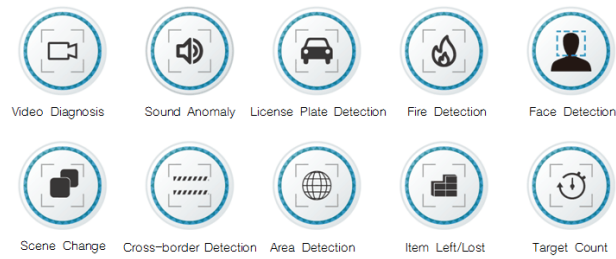 Video Diagnosis
Sound Anomaly
License Plate Detection
Fire Detection
Face Detection
Scene Change
Cross-border Detection
Area Detection
Item Left/Lost
Target Count